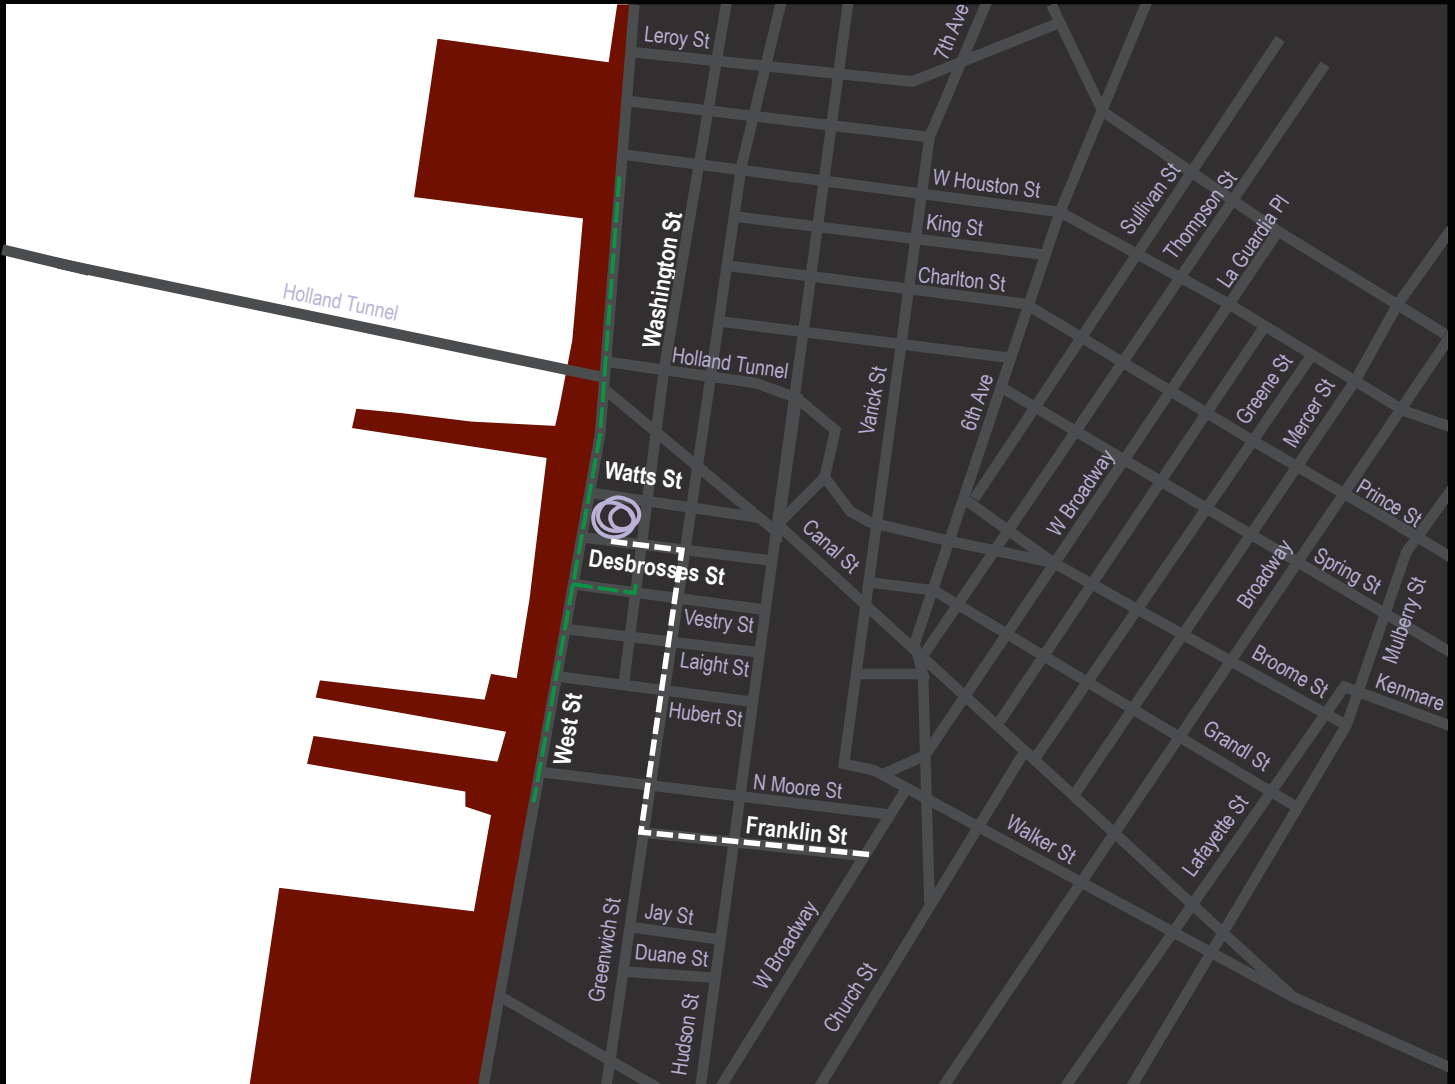 Leroy St
7th Ave
W Houston St
King St
Charlton St
Sullivan St
Thompson St
La Guardia Pl
Washington St
Holland Tunnel
Holland Tunnel
Varick St
6th Ave
Greene St
Mercer St
Watts St
W Broadway
Prince St
Canal St
Desbrosses St
Broadway
Spring St
Mulberry St
Vestry St
Laight St
Hubert St
West St
Broome St
Kenmare
Grandl St
N Moore St
Franklin St
Walker St
Lafayette St
Greenwich St
Jay St
Duane St
W Broadway
Church St
Hudson St